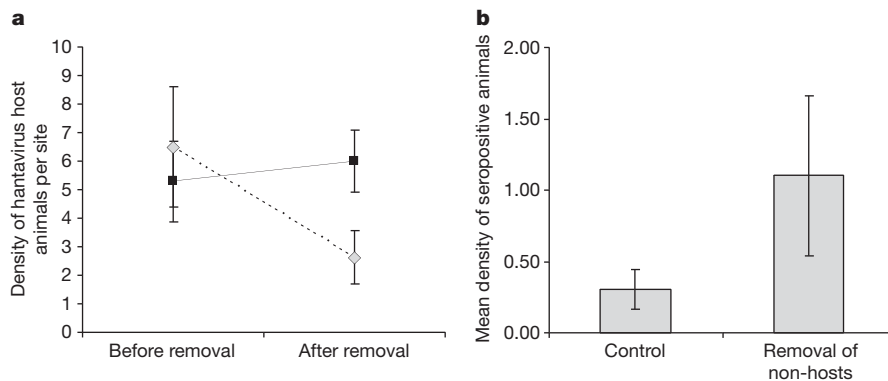 a
Density of hantavirus host
animals per site
10
9
8
7
6
5
4
3
2
1
0
Before removal
After removal
b
Mean density of seropositive animals
2.00
1.50
1.00
0.50
0.00
Control
Removal of
non-hosts